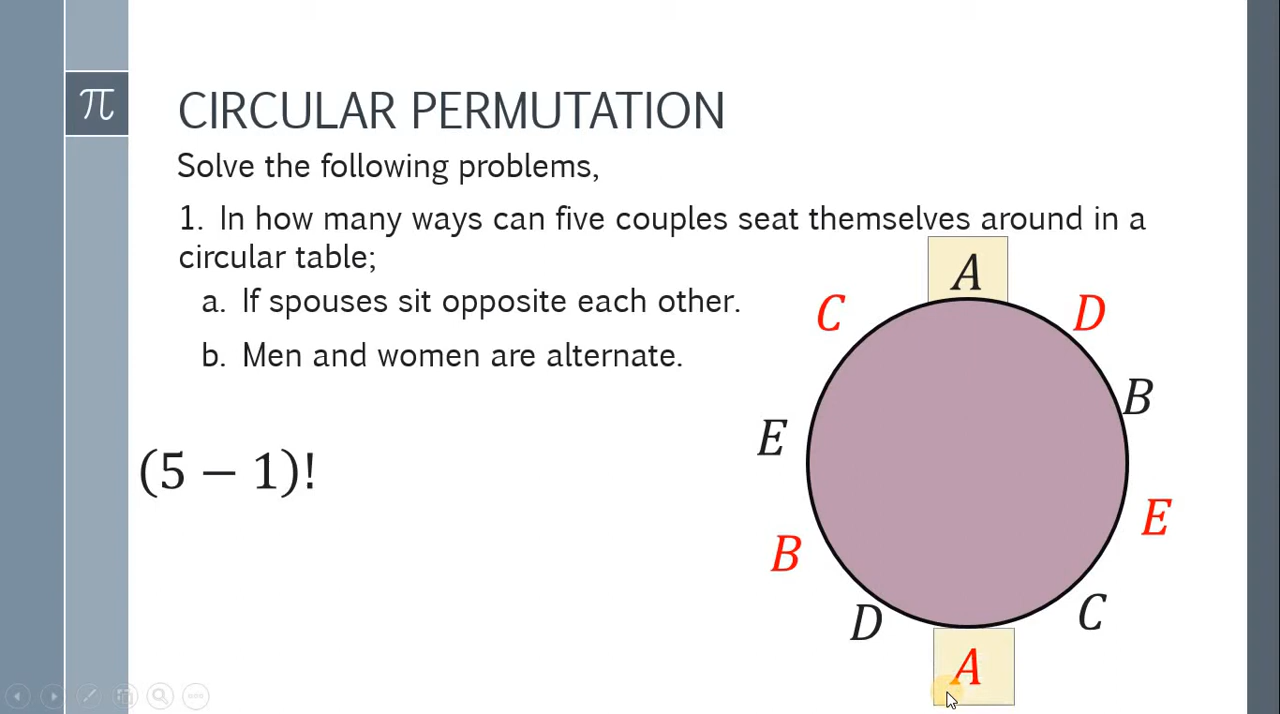 π
CIRCULAR PERMUTATION
Solve the following problems,
1. In how many ways can five couples seat themselves around in a
circular table;
a. If spouses sit opposite each other.
b. Men and women are alternate.
(5 − 1)!
A
C
D
B
E
E
B
C
D
A